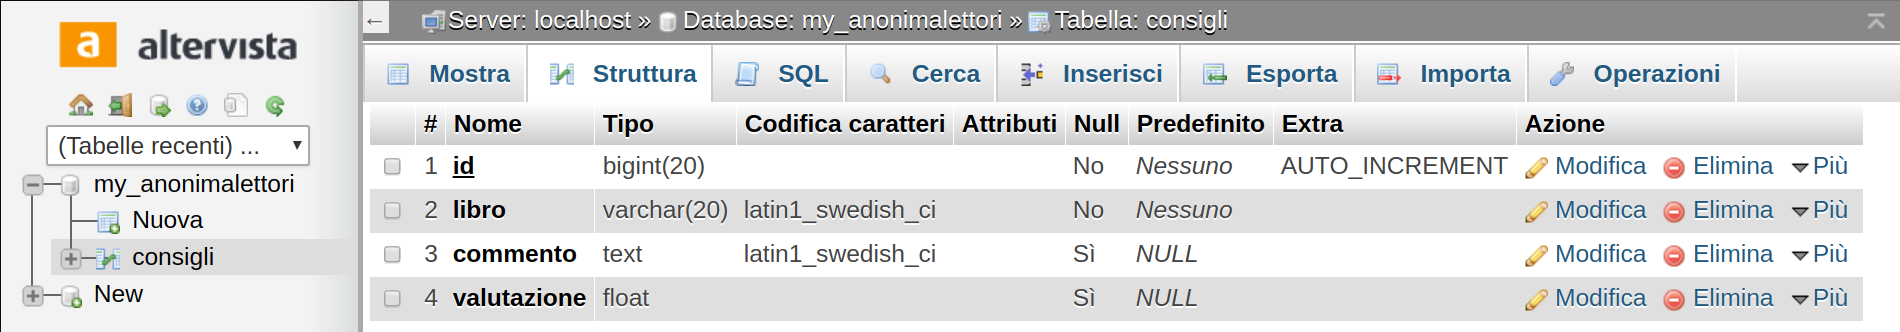 a altervista
(Tabelle recenti) ...
my_anonimalettori
Nuova
consigli
New
← Server: localhost » Database: my_anonimalettori » Tabella: consigli
Mostra Struttura SQL Cerca Inserisci Esporta Importa Operazioni
# Nome Tipo Codifica caratteri Attributi Null Predefinito Extra Azione
1 id bigint(20) No Nessuno AUTO_INCREMENT Modifica Elimina Più
2 libro varchar(20) latin1_swedish_ci No Nessuno Modifica Elimina Più
3 commento text latin1_swedish_ci Sì NULL Modifica Elimina Più
4 valutazione float Sì NULL Modifica Elimina Più